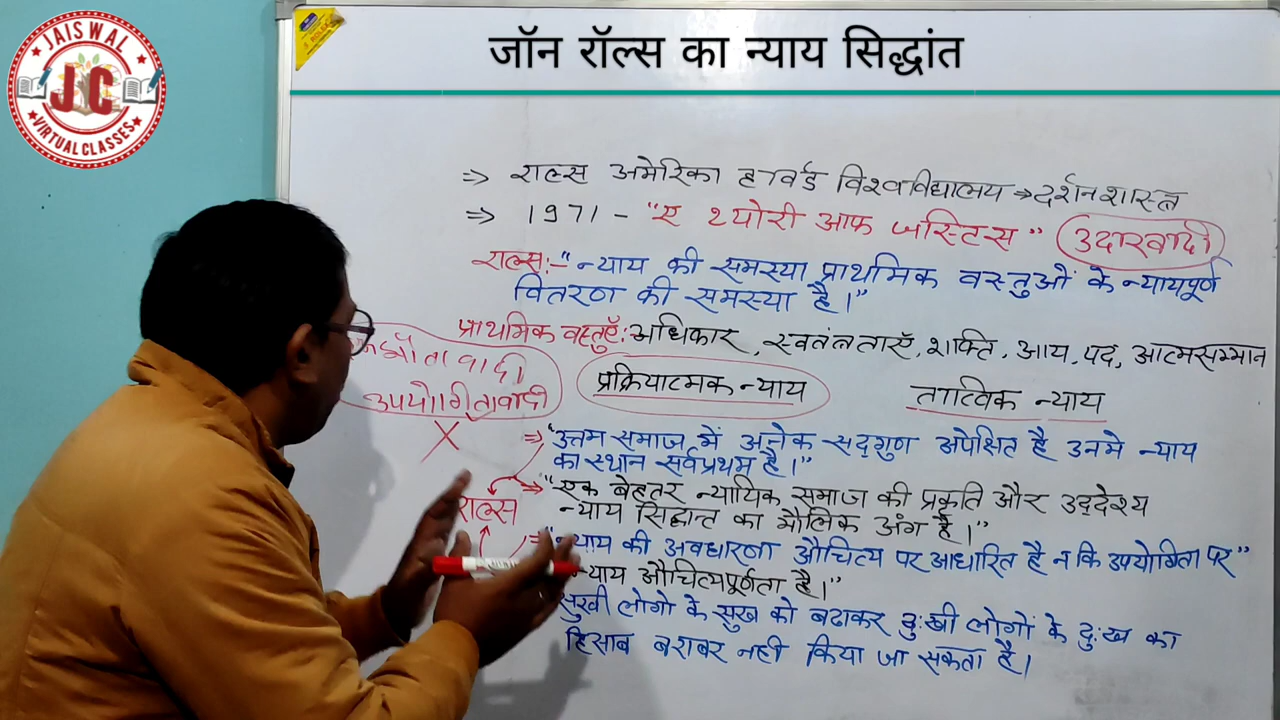 JAISWAL
JC
VIRTUAL CLASSES
जॉन रॉल्स का न्याय सिद्धांत
⇒ राल्स अमेरिका हार्वर्ड विश्वविद्यालय → दर्शनशास्त्र
⇒ 1971 - "ए थ्योरी आफ जस्टिस" उदारवादी
राल्स:- "न्याय की समस्या प्राथमिक वस्तुओं के न्यायपूर्ण
वितरण की समस्या है।"
प्राथमिक वस्तुएँ: अधिकार, स्वतंत्रताएँ, शक्ति, आय, पद, आत्मसम्मान
उपयोगितावादी
प्रक्रियात्मक न्याय तात्विक न्याय
X ⇒ "उत्तम समाज में अनेक सद्गुण अपेक्षित है उनमे न्याय
का स्थान सर्वप्रथम है।"
⇒ "एक बेहतर न्यायिक समाज की प्रकृति और उद्देश्य
राल्स न्याय सिद्धान्त का मौलिक अंग है।"
"न्याय की अवधारणा औचित्य पर आधारित है न कि उपयोगिता पर"
न्याय औचित्यपूर्णता है।"
सुखी लोगो के सुख को बढाकर दुःखी लोगों के दुःख का
हिसाब बराबर नही किया जा सकता है।